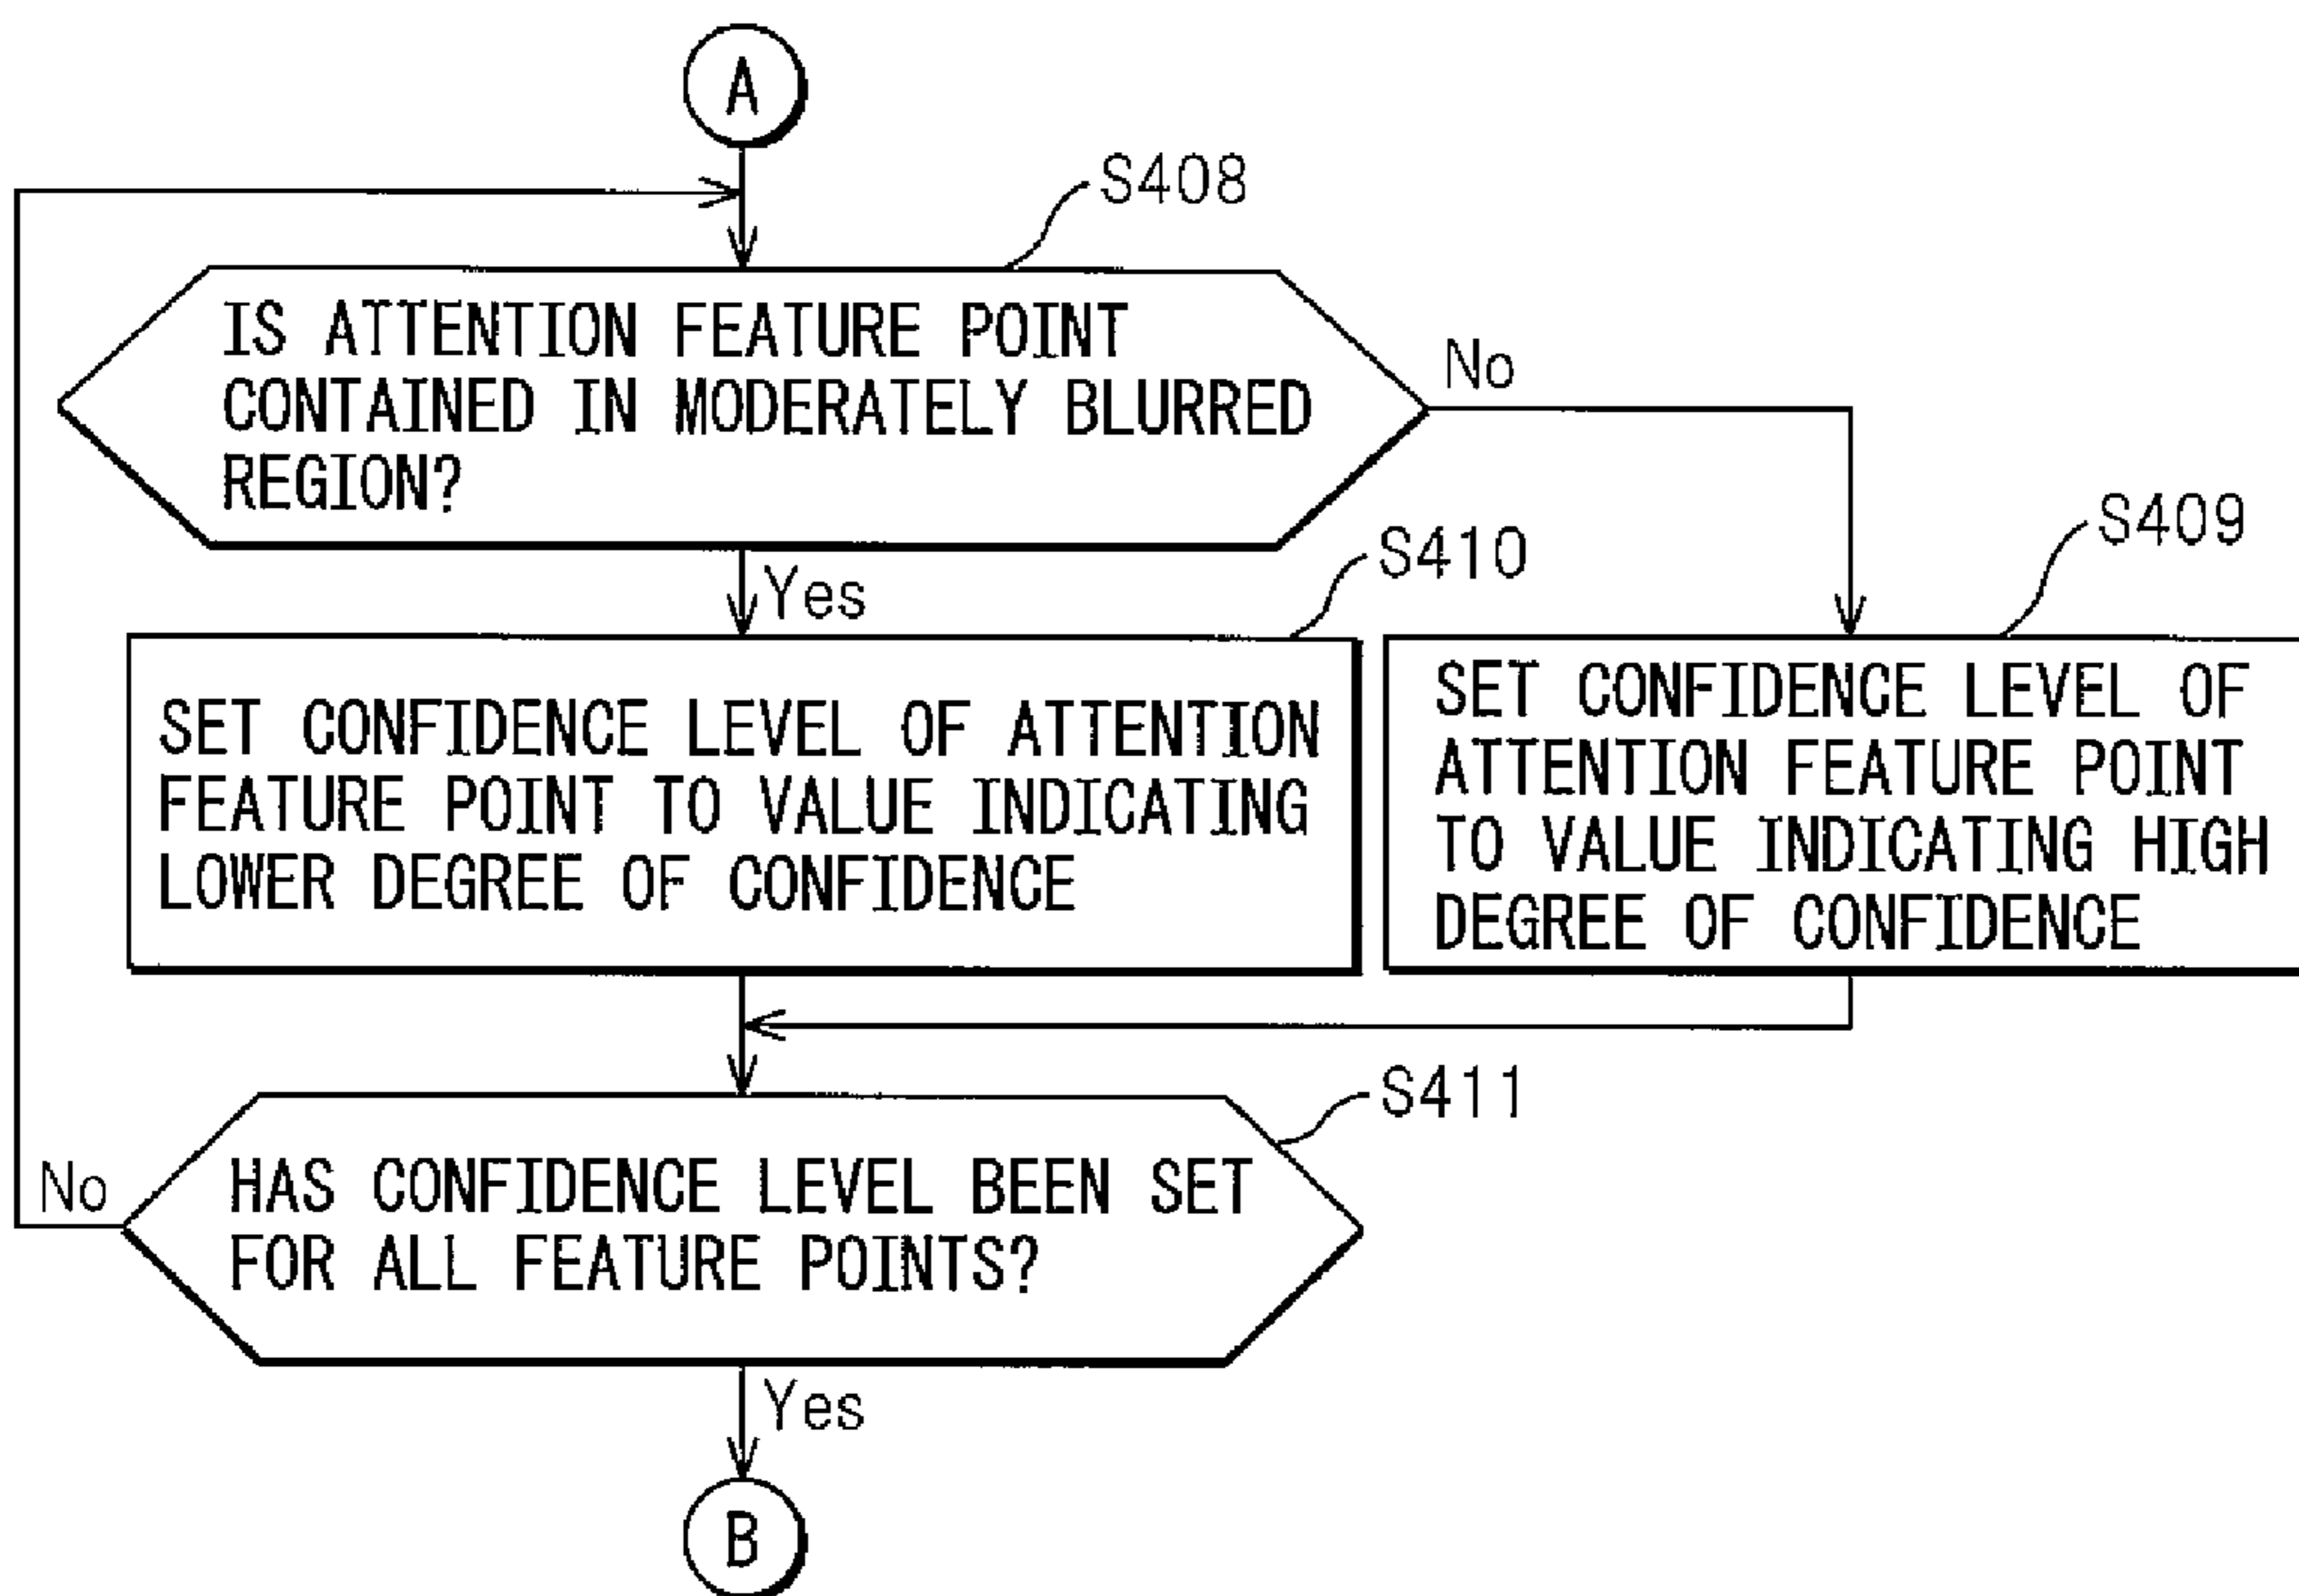 A
S408
IS ATTENTION FEATURE POINT
CONTAINED IN MODERATELY BLURRED
REGION?
No
Yes
S410
SET CONFIDENCE LEVEL OF ATTENTION
FEATURE POINT TO VALUE INDICATING
LOWER DEGREE OF CONFIDENCE
S409
SET CONFIDENCE LEVEL OF
ATTENTION FEATURE POINT
TO VALUE INDICATING HIGH
DEGREE OF CONFIDENCE
S411
No
HAS CONFIDENCE LEVEL BEEN SET
FOR ALL FEATURE POINTS?
Yes
B